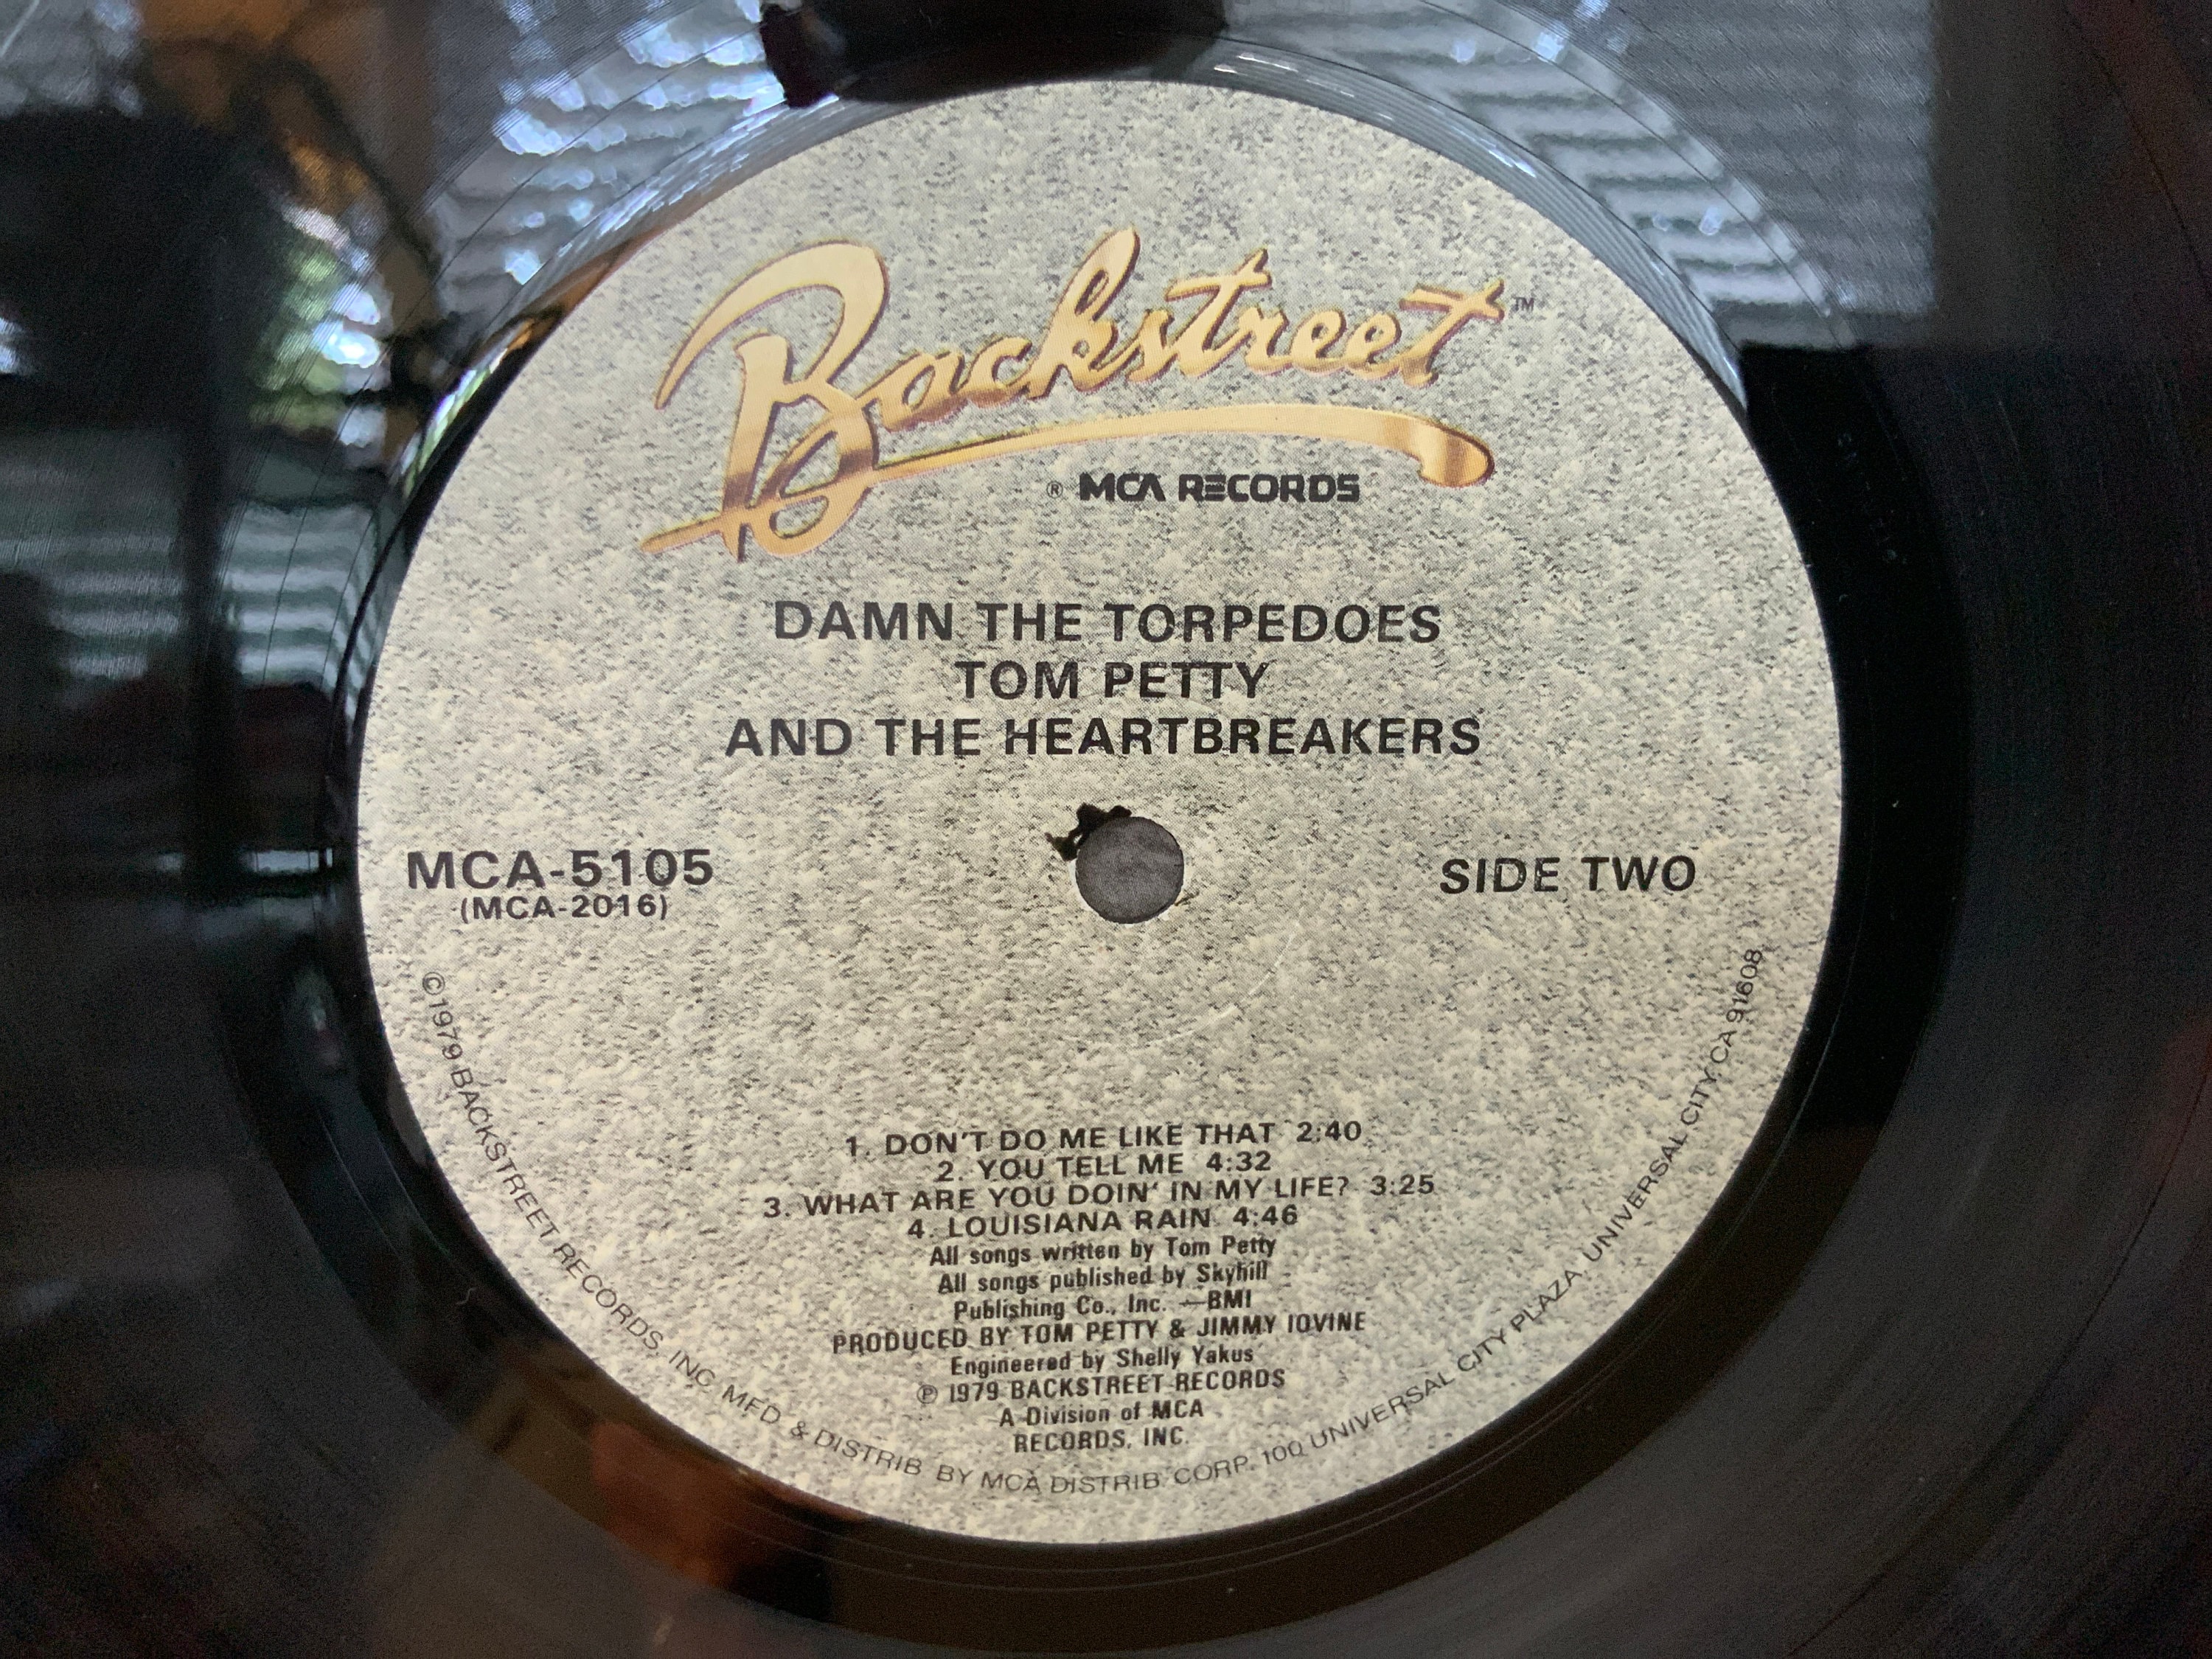 Backstreet™
® MCA RECORDS
DAMN THE TORPEDOES
TOM PETTY
AND THE HEARTBREAKERS
MCA-5105
(MCA-2016)
SIDE TWO
1. DON'T DO ME LIKE THAT 2:40
2. YOU TELL ME 4:32
3. WHAT ARE YOU DOIN' IN MY LIFE? 3:25
4. LOUISIANA RAIN 4:46
All songs written by Tom Petty
All songs published by Skyhill
Publishing Co., Inc. —BMI
PRODUCED BY TOM PETTY & JIMMY IOVINE
Engineered by Shelly Yakus
℗ 1979 BACKSTREET RECORDS
A Division of MCA
RECORDS, INC.
©1979 BACKSTREET RECORDS, INC. MFD & DISTRIB. BY MCA DISTRIB. CORP. 100 UNIVERSAL CITY PLAZA UNIVERSAL CITY, CA 91608